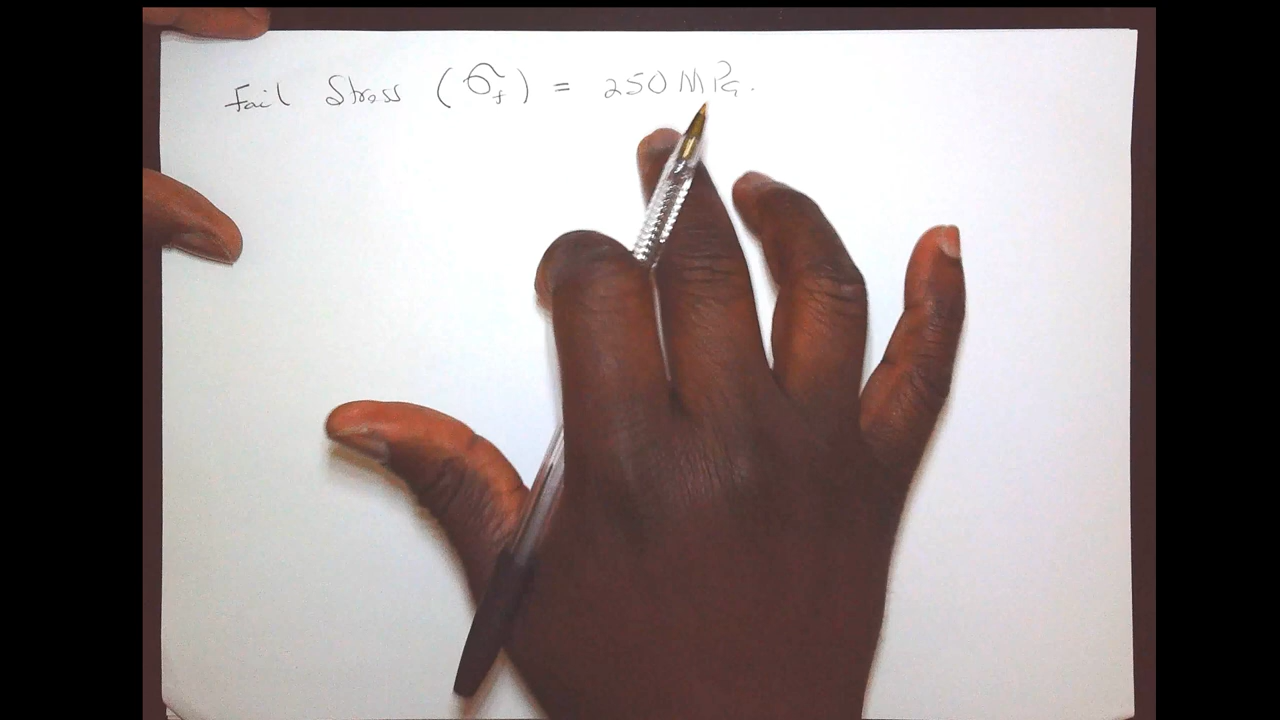 Fail Stress (σf) = 250 MPa.